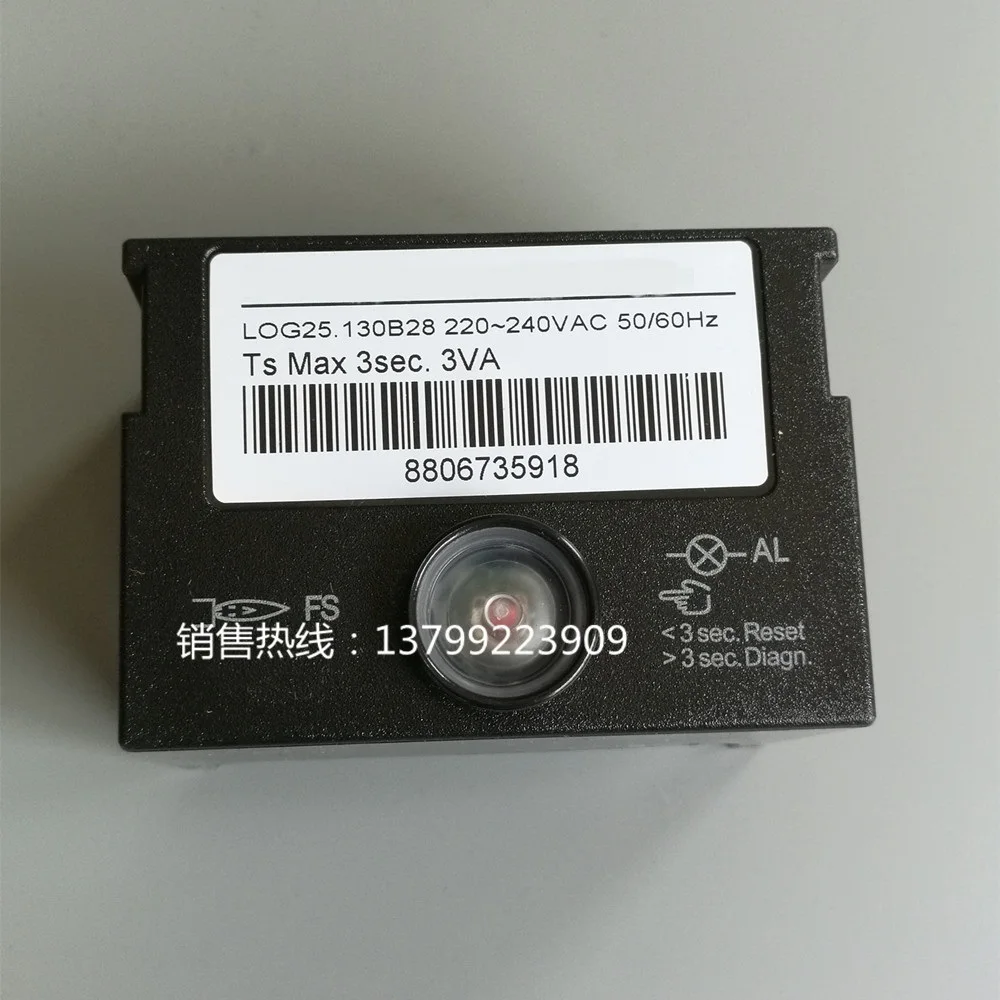 LOG25.130B28 220~240VAC 50/60Hz
Ts Max 3sec. 3VA
8806735918
AL
FS
<3 sec. Reset
>3 sec. Diagn.
销售热线：13799223909